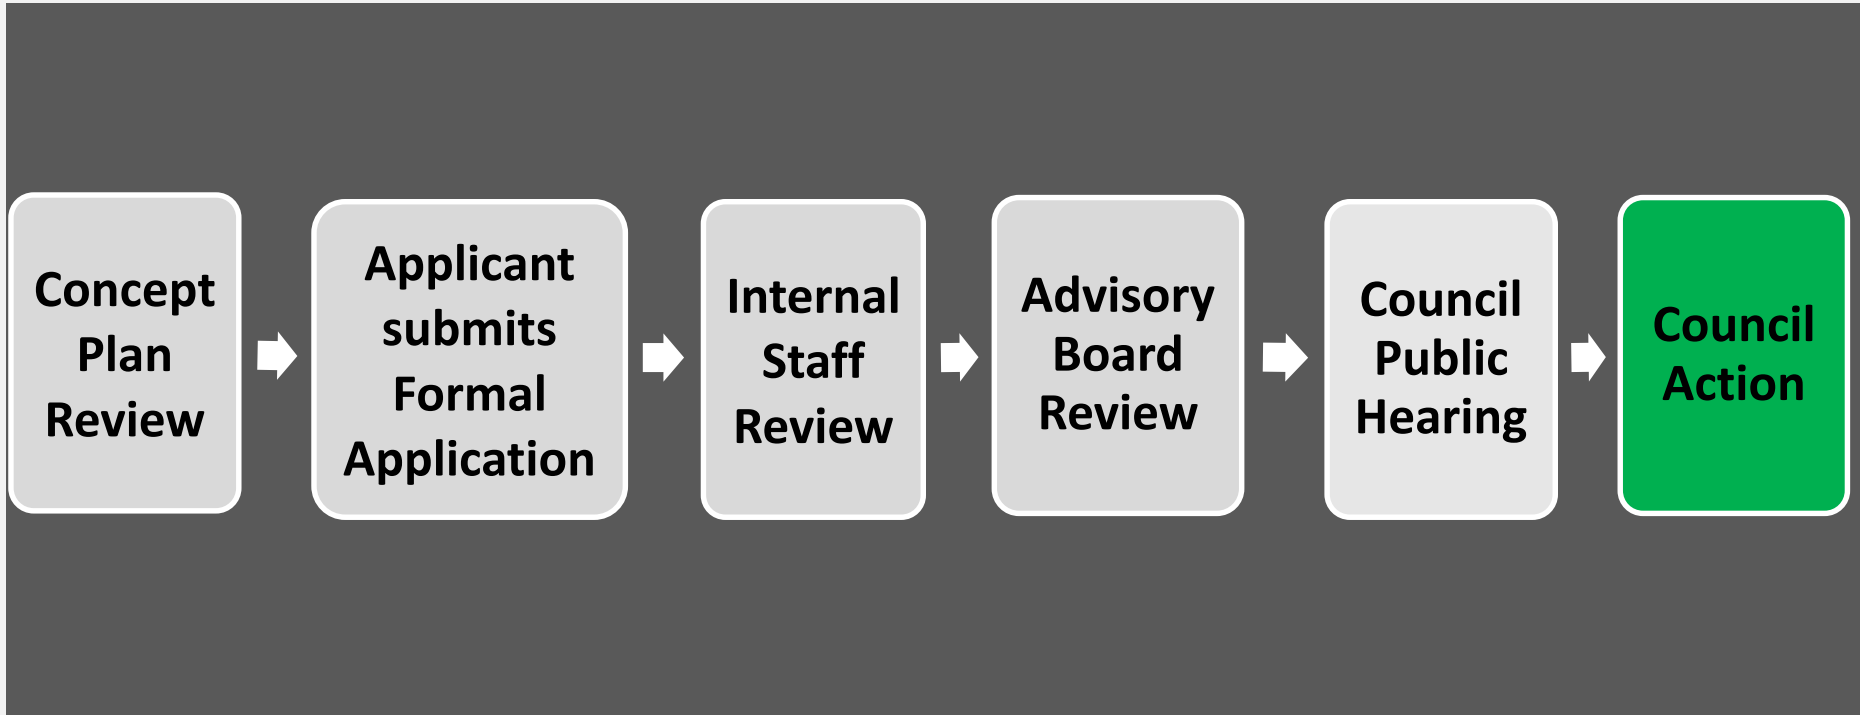 Concept
Plan
Review
Applicant
submits
Formal
Application
Internal
Staff
Review
Advisory
Board
Review
Council
Public
Hearing
Council
Action